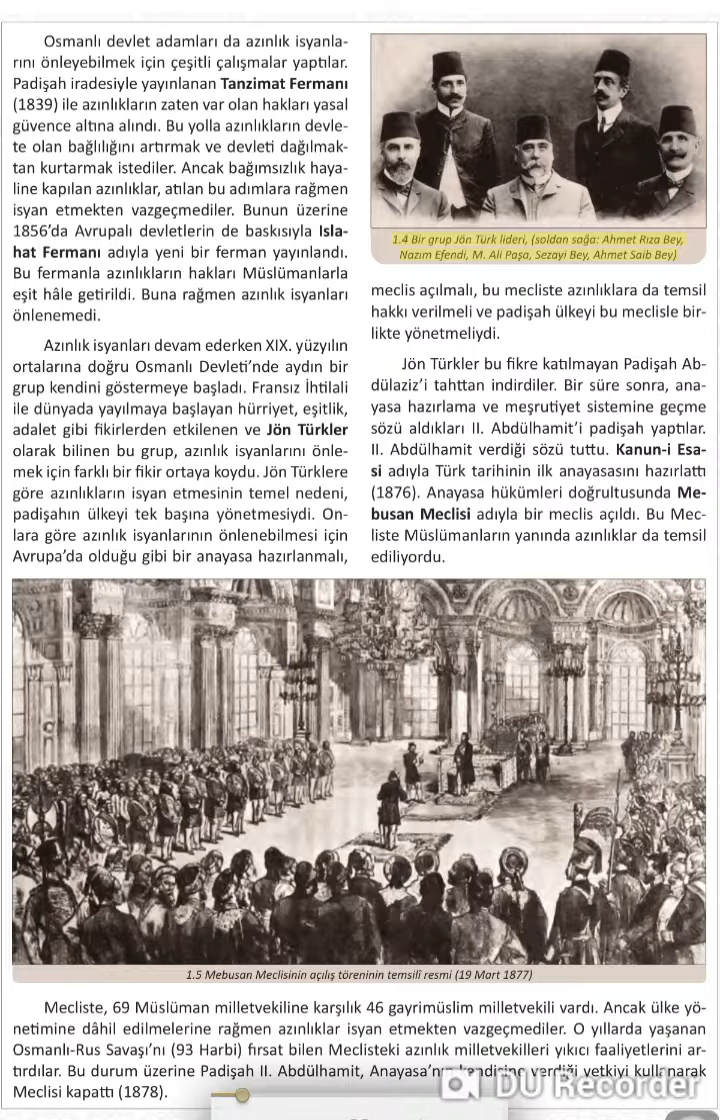 Osmanlı devlet adamları da azınlık isyanla-
rını önleyebilmek için çeşitli çalışmalar yaptılar.
Padişah iradesiyle yayınlanan Tanzimat Fermanı
(1839) ile azınlıkların zaten var olan hakları yasal
güvence altına alındı. Bu yolla azınlıkların devle-
te olan bağlılığını artırmak ve devleti dağılmak-
tan kurtarmak istediler. Ancak bağımsızlık haya-
line kapılan azınlıklar, atılan bu adımlara rağmen
isyan etmekten vazgeçmediler. Bunun üzerine
1856’da Avrupalı devletlerin de baskısıyla Isla-
hat Fermanı adıyla yeni bir ferman yayınlandı.
Bu fermanla azınlıkların hakları Müslümanlarla
eşit hâle getirildi. Buna rağmen azınlık isyanları
önlenemedi.
Azınlık isyanları devam ederken XIX. yüzyılın
ortalarına doğru Osmanlı Devleti’nde aydın bir
grup kendini göstermeye başladı. Fransız İhtilali
ile dünyada yayılmaya başlayan hürriyet, eşitlik,
adalet gibi fikirlerden etkilenen ve Jön Türkler
olarak bilinen bu grup, azınlık isyanlarını önle-
mek için farklı bir fikir ortaya koydu. Jön Türklere
göre azınlıkların isyan etmesinin temel nedeni,
padişahın ülkeyi tek başına yönetmesiydi. On-
lara göre azınlık isyanlarının önlenebilmesi için
Avrupa’da olduğu gibi bir anayasa hazırlanmalı,
1.4 Bir grup Jön Türk lideri, (soldan sağa: Ahmet Rıza Bey,
Nazım Efendi, M. Ali Paşa, Sezayi Bey, Ahmet Saib Bey)
meclis açılmalı, bu mecliste azınlıklara da temsil
hakkı verilmeli ve padişah ülkeyi bu meclisle bir-
likte yönetmeliydi.
Jön Türkler bu fikre katılmayan Padişah Ab-
dülaziz’i tahttan indirdiler. Bir süre sonra, ana-
yasa hazırlama ve meşrutiyet sistemine geçme
sözü aldıkları II. Abdülhamit’i padişah yaptılar.
II. Abdülhamit verdiği sözü tuttu. Kanun-i Esa-
si adıyla Türk tarihinin ilk anayasasını hazırlattı
(1876). Anayasa hükümleri doğrultusunda Me-
busan Meclisi adıyla bir meclis açıldı. Bu Mec-
liste Müslümanların yanında azınlıklar da temsil
ediliyordu.
1.5 Mebusan Meclisinin açılış töreninin temsilî resmi (19 Mart 1877)
Mecliste, 69 Müslüman milletvekiline karşılık 46 gayrimüslim milletvekili vardı. Ancak ülke yö-
netimine dâhil edilmelerine rağmen azınlıklar isyan etmekten vazgeçmediler. O yıllarda yaşanan
Osmanlı-Rus Savaşı’nı (93 Harbi) fırsat bilen Meclisteki azınlık milletvekilleri yıkıcı faaliyetlerini ar-
tırdılar. Bu durum üzerine Padişah II. Abdülhamit, Anayasa’nın kendisine verdiği yetkiyi kullanarak
Meclisi kapattı (1878).
DU Recorder